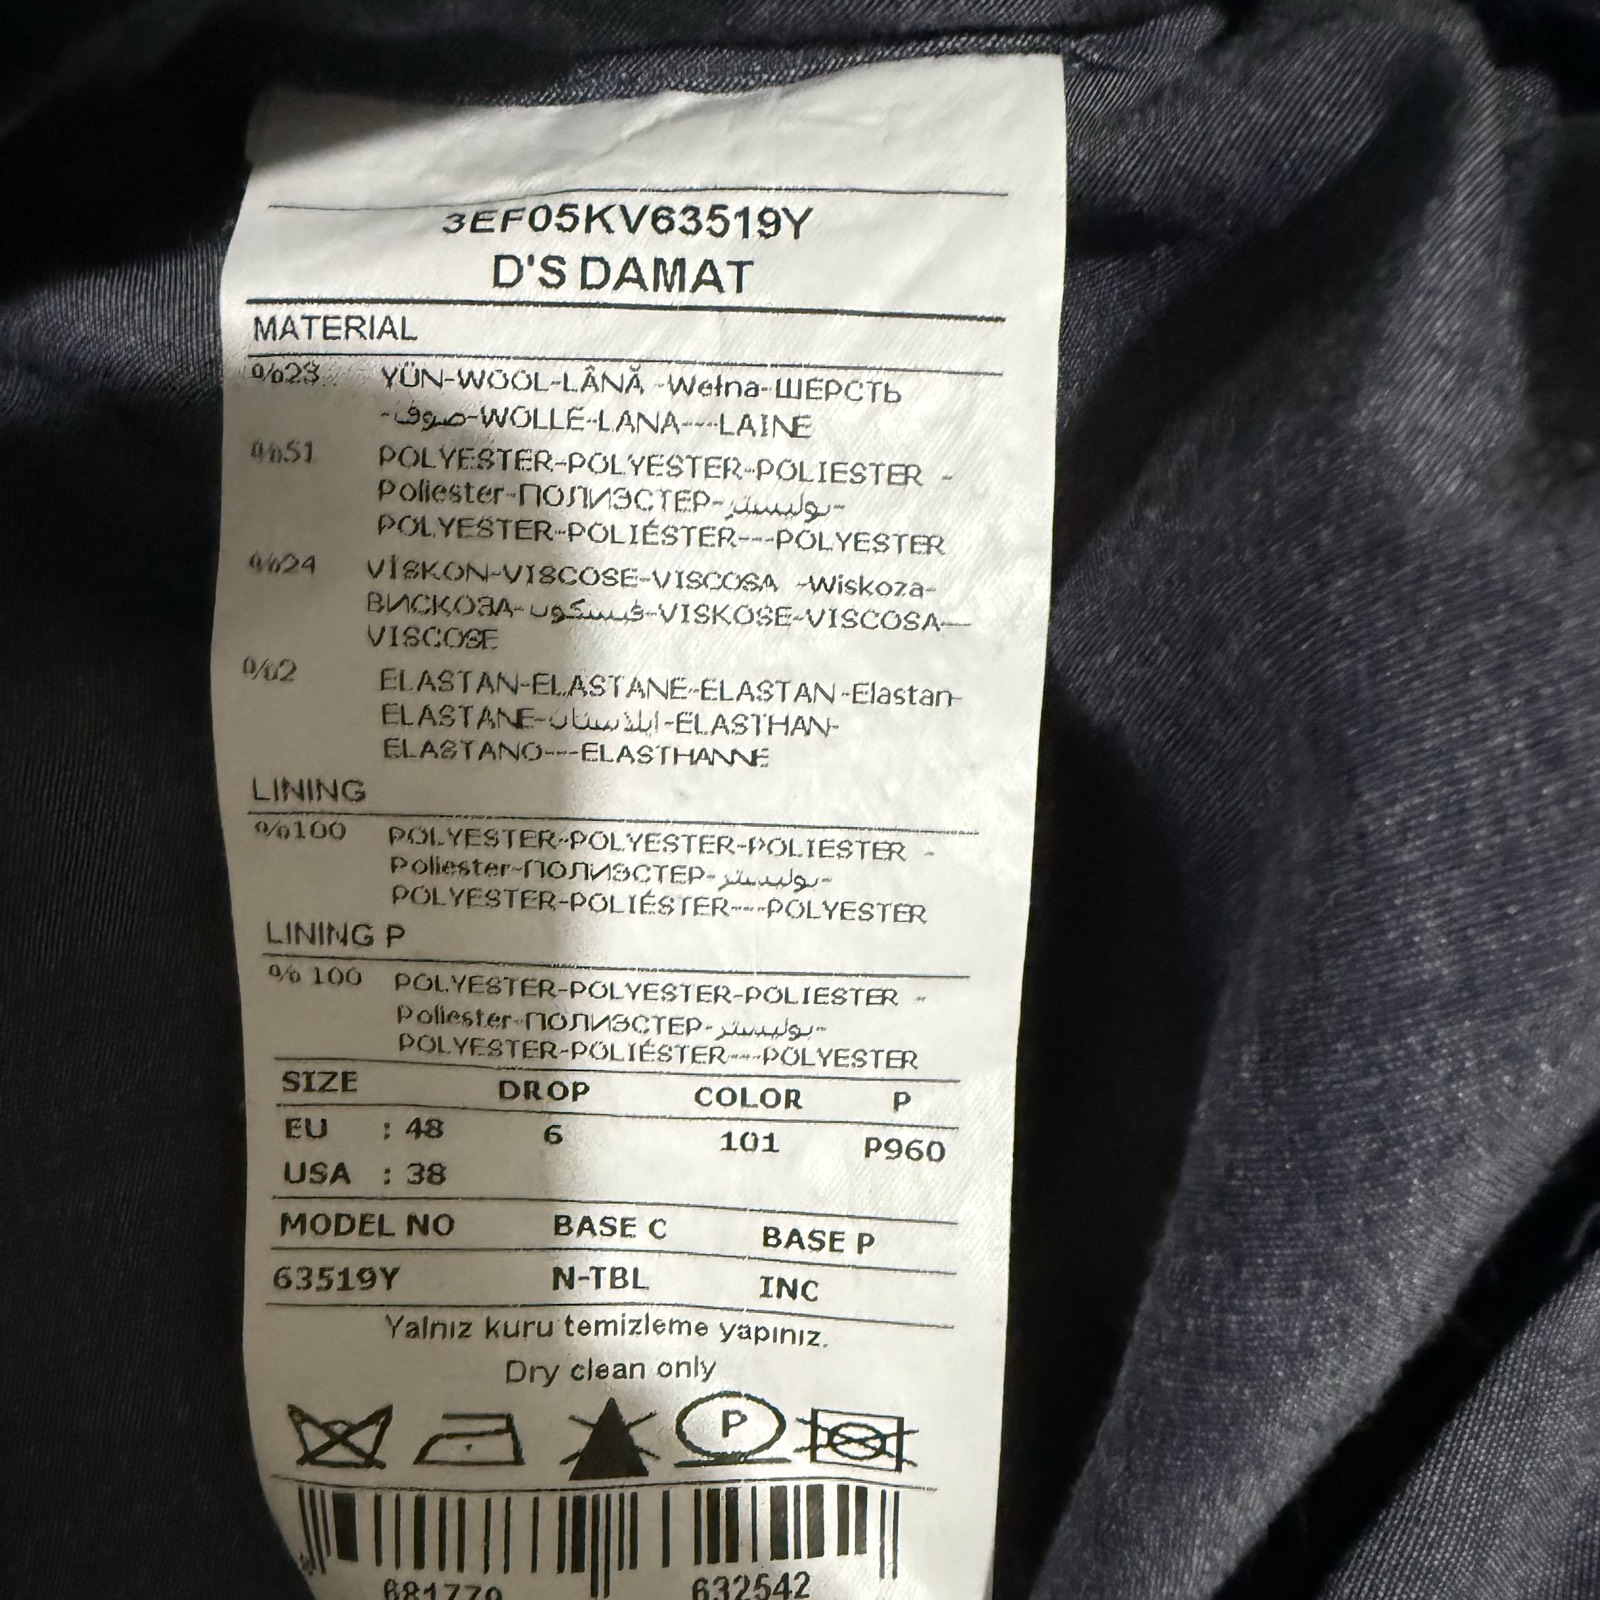 3EF05KV63519Y
D'S DAMAT
MATERIAL
%23 YÜN-WOOL-LÂNĂ -Wełna-ШЕРСТЬ
-صوف-WOLLE-LANA---LAINE
%51 POLYESTER-POLYESTER-POLIESTER -
Poliester-ПОЛИЭСТЕР-بوليستر-
POLYESTER-POLIÉSTER---POLYESTER
%24 VİSKON-VISCOSE-VISCOSA -Wiskoza-
ВИСКОЗА-فيسكون-VISKOSE-VISCOSA---
VISCOSE
%2 ELASTAN-ELASTANE-ELASTAN -Elastan-
ELASTANE-ايلاستان-ELASTHAN-
ELASTANO---ELASTHANNE
LINING
%100 POLYESTER-POLYESTER-POLIESTER -
Poliester-ПОЛИЭСТЕР-بوليستر-
POLYESTER-POLIÉSTER---POLYESTER
LINING P
% 100 POLYESTER-POLYESTER-POLIESTER -
Poliester-ПОЛИЭСТЕР-بوليستر-
POLYESTER-POLIÉSTER---POLYESTER
SIZE DROP COLOR P
EU : 48 6 101 P960
USA : 38
MODEL NO BASE C BASE P
63519Y N-TBL INC
Yalnız kuru temizleme yapınız.
Dry clean only
P
681779 632542